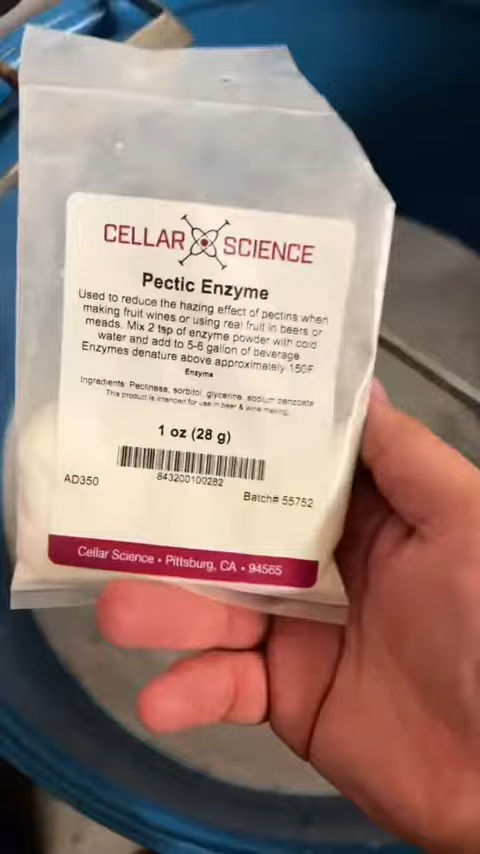 CELLAR SCIENCE
Pectic Enzyme
Used to reduce the hazing effect of pectins when
making fruit wines or using real fruit in beers or
meads. Mix 2 tsp of enzyme powder with cold
water and add to 5-6 gallon of beverage
Enzymes denature above approximately 150F
Enzyme
Ingredients: Pectinase, sorbitol, glycerine, sodium benzoate
This product is intended for use in beer & wine making.
1 oz (28 g)
843200100282
AD350
Batch# 55752
Cellar Science • Pittsburg, CA • 94565